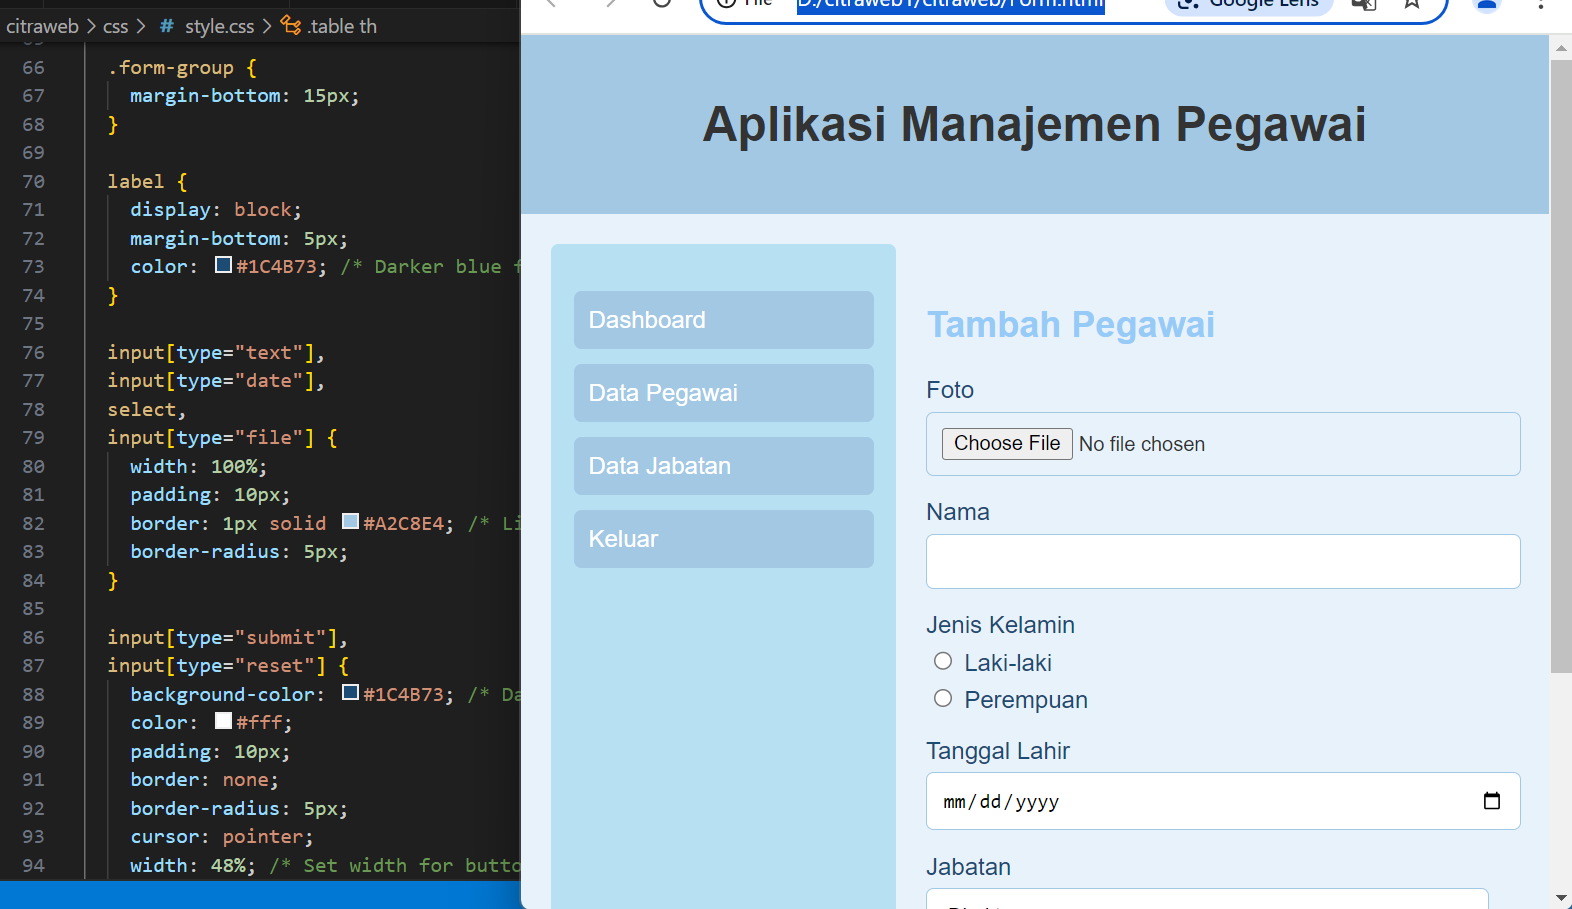 citraweb > css > # style.css > .table th
66 .form-group {
67 margin-bottom: 15px;
68 }
69
70 label {
71 display: block;
72 margin-bottom: 5px;
73 color: #1C4B73; /* Darker blue f
74 }
75
76 input[type="text"],
77 input[type="date"],
78 select,
79 input[type="file"] {
80 width: 100%;
81 padding: 10px;
82 border: 1px solid #A2C8E4; /* Li
83 border-radius: 5px;
84 }
85
86 input[type="submit"],
87 input[type="reset"] {
88 background-color: #1C4B73; /* Da
89 color: #fff;
90 padding: 10px;
91 border: none;
92 border-radius: 5px;
93 cursor: pointer;
94 width: 48%; /* Set width for butto
File D:/citraweb1/citraweb/Form.html Google Lens
Aplikasi Manajemen Pegawai
Dashboard
Data Pegawai
Data Jabatan
Keluar
Tambah Pegawai
Foto
Choose File No file chosen
Nama
Jenis Kelamin
Laki-laki
Perempuan
Tanggal Lahir
mm/dd/yyyy
Jabatan